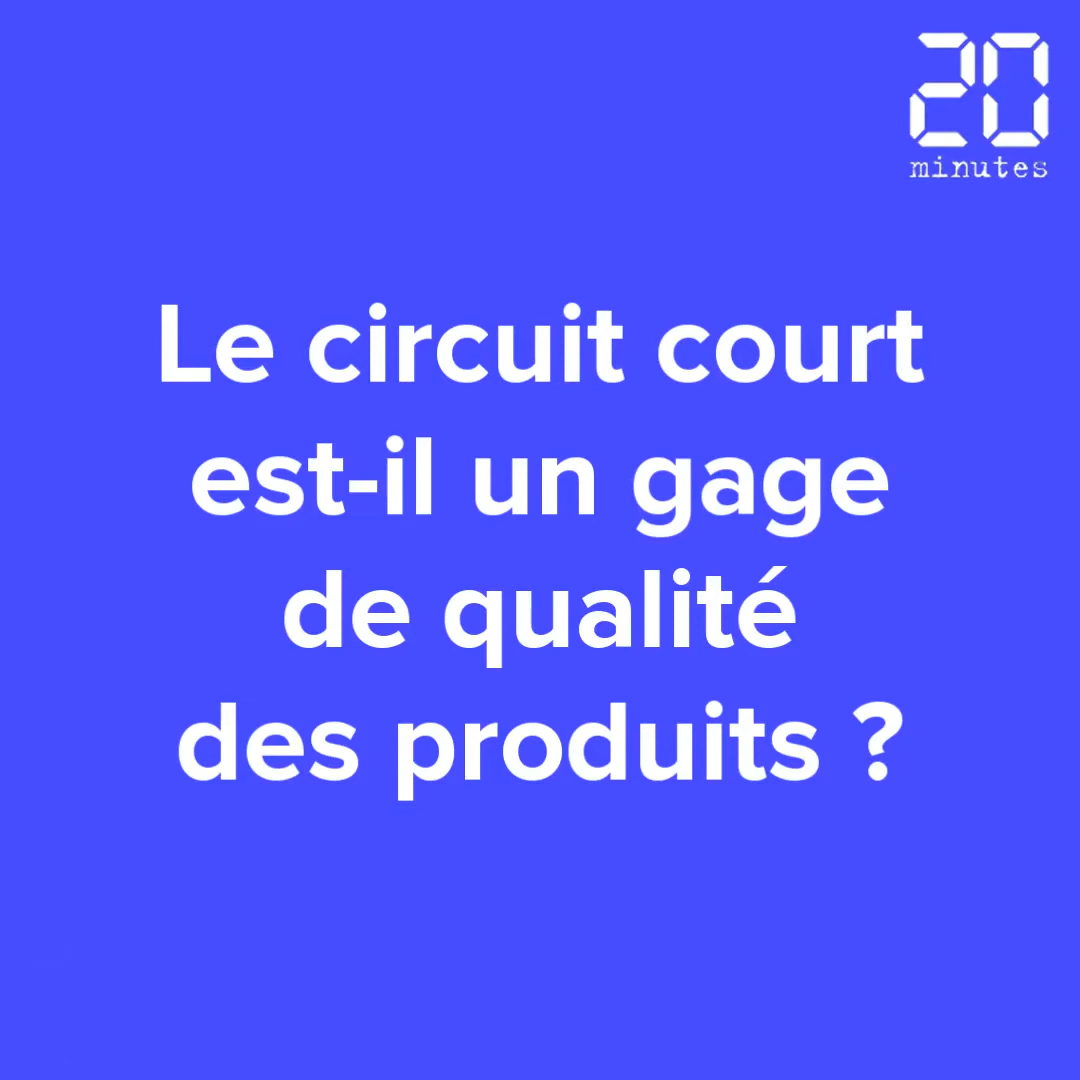 20
minutes
Le circuit court
est-il un gage
de qualité
des produits ?